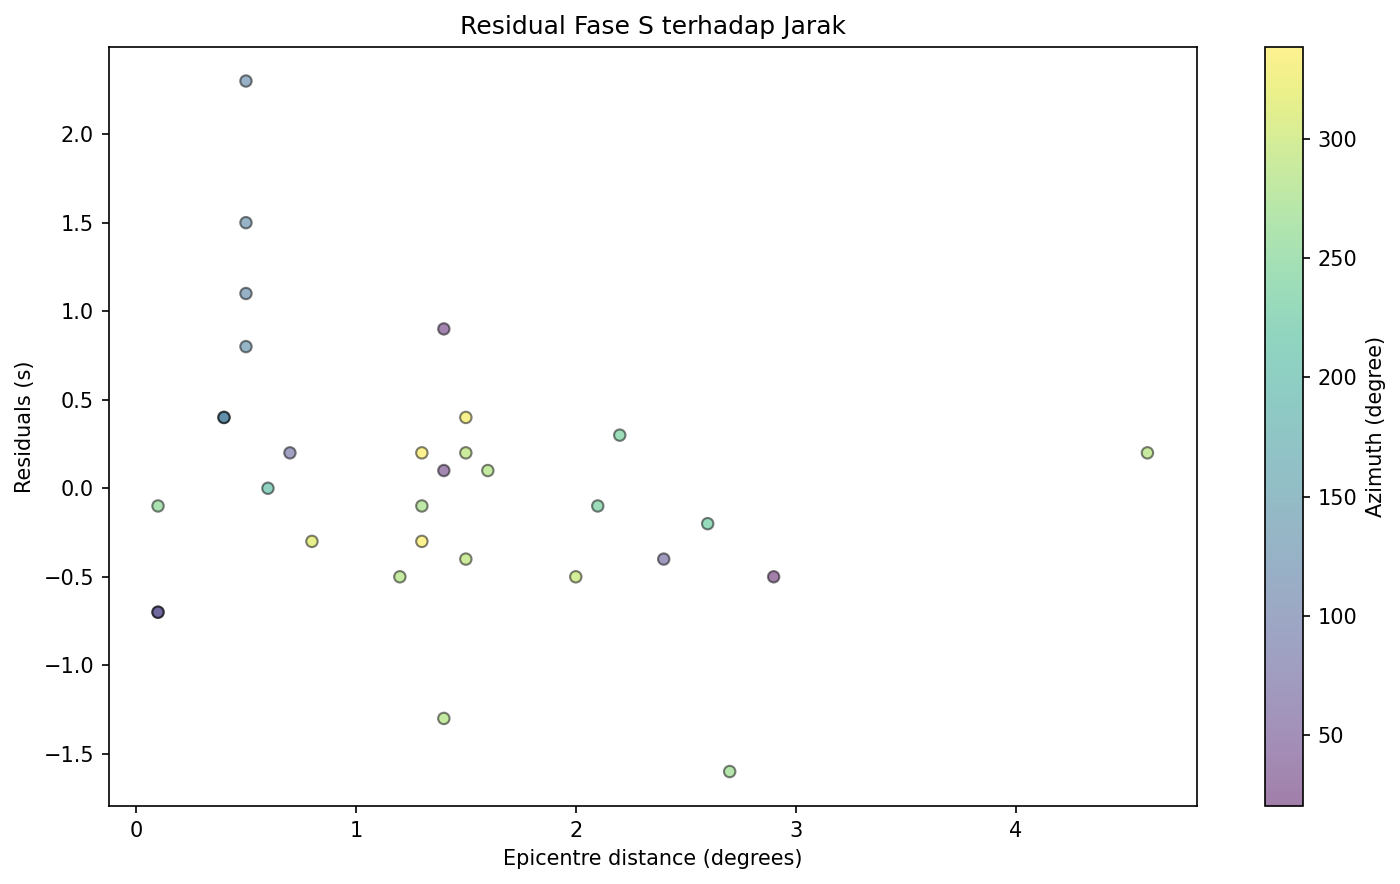 Residual Fase S terhadap Jarak
Residuals (s)
2.0
1.5
1.0
0.5
0.0
−0.5
−1.0
−1.5
0 1 2 3 4
Epicentre distance (degrees)
300
250
200
150
100
50
Azimuth (degree)